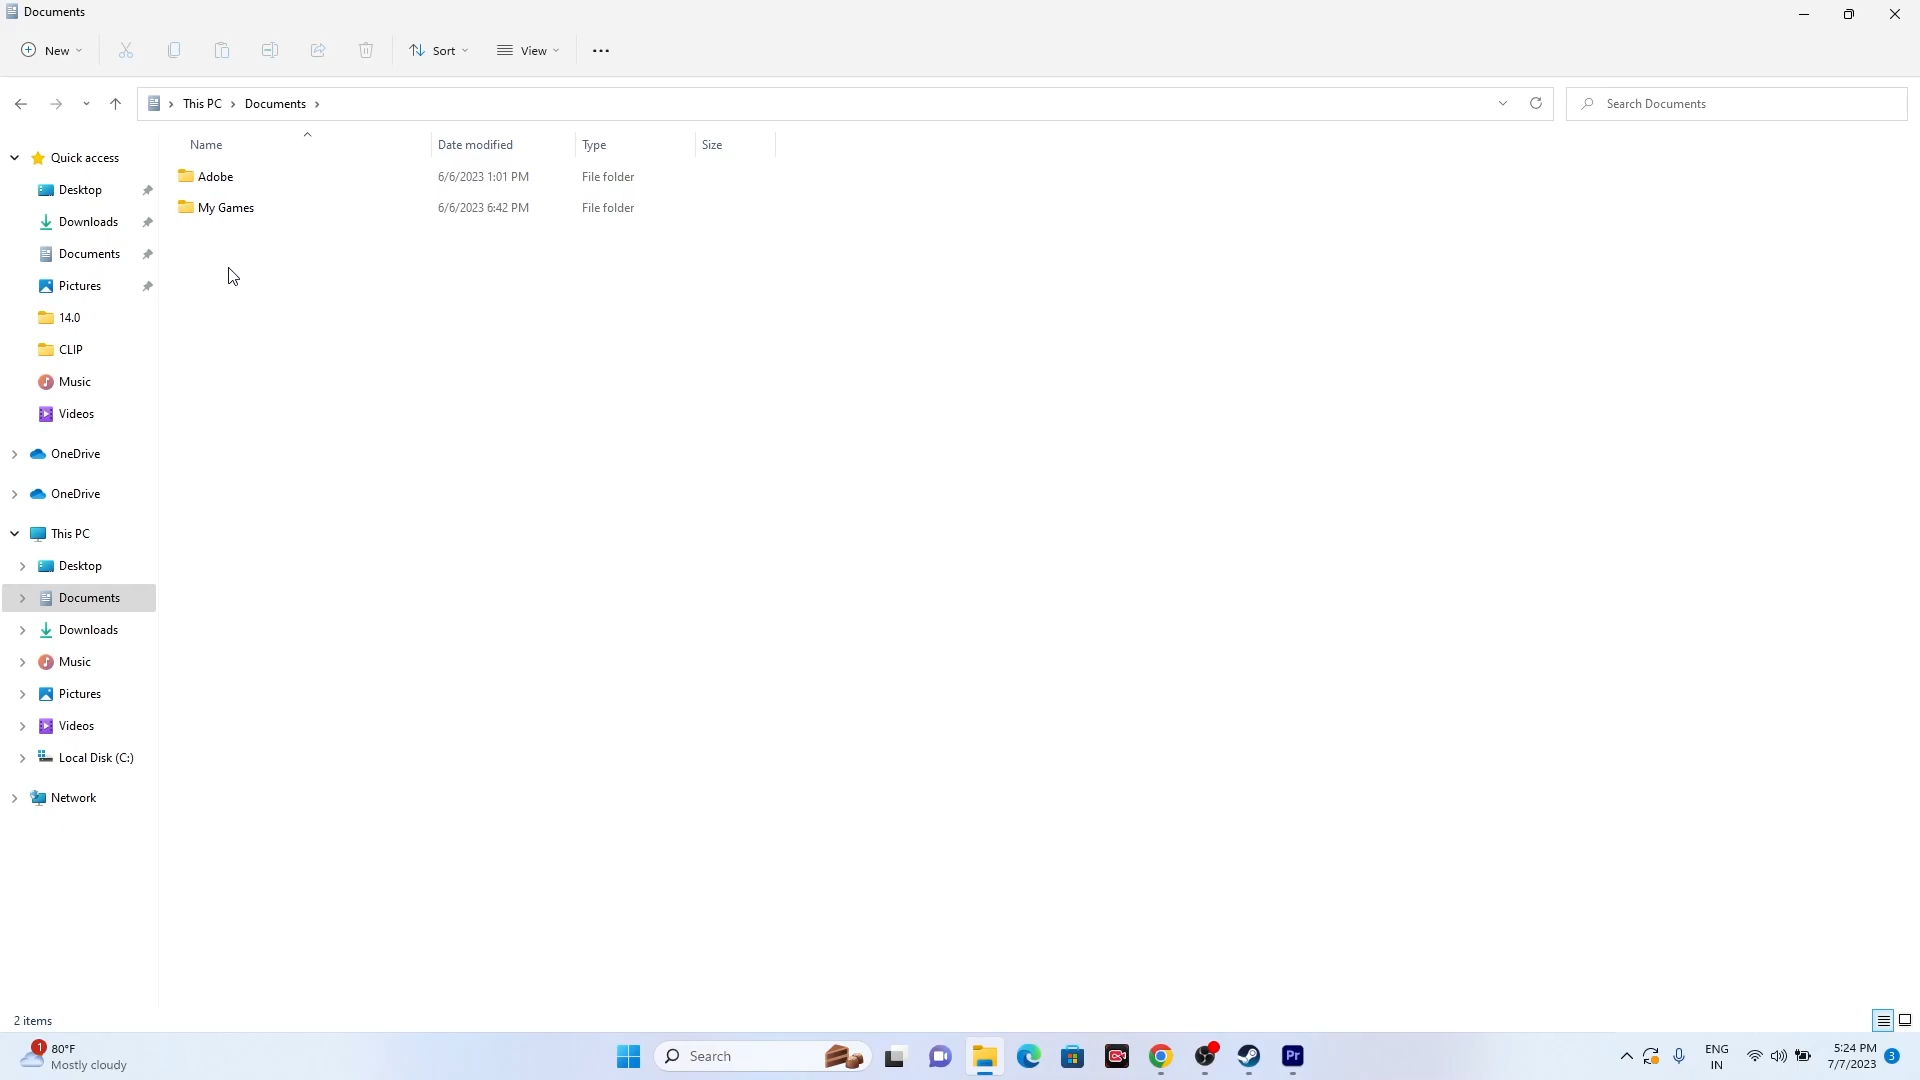 Documents
New
Sort
View
This PC
Documents
Search Documents
Name
Date modified
Type
Size
Adobe
6/6/2023 1:01 PM
File folder
My Games
6/6/2023 6:42 PM
File folder
Quick access
Desktop
Downloads
Documents
Pictures
14.0
CLIP
Music
Videos
OneDrive
OneDrive
This PC
Desktop
Documents
Downloads
Music
Pictures
Videos
Local Disk (C:)
Network
2 items
1
80°F
Mostly cloudy
Search
Pr
ENG
IN
5:24 PM
7/7/2023
3